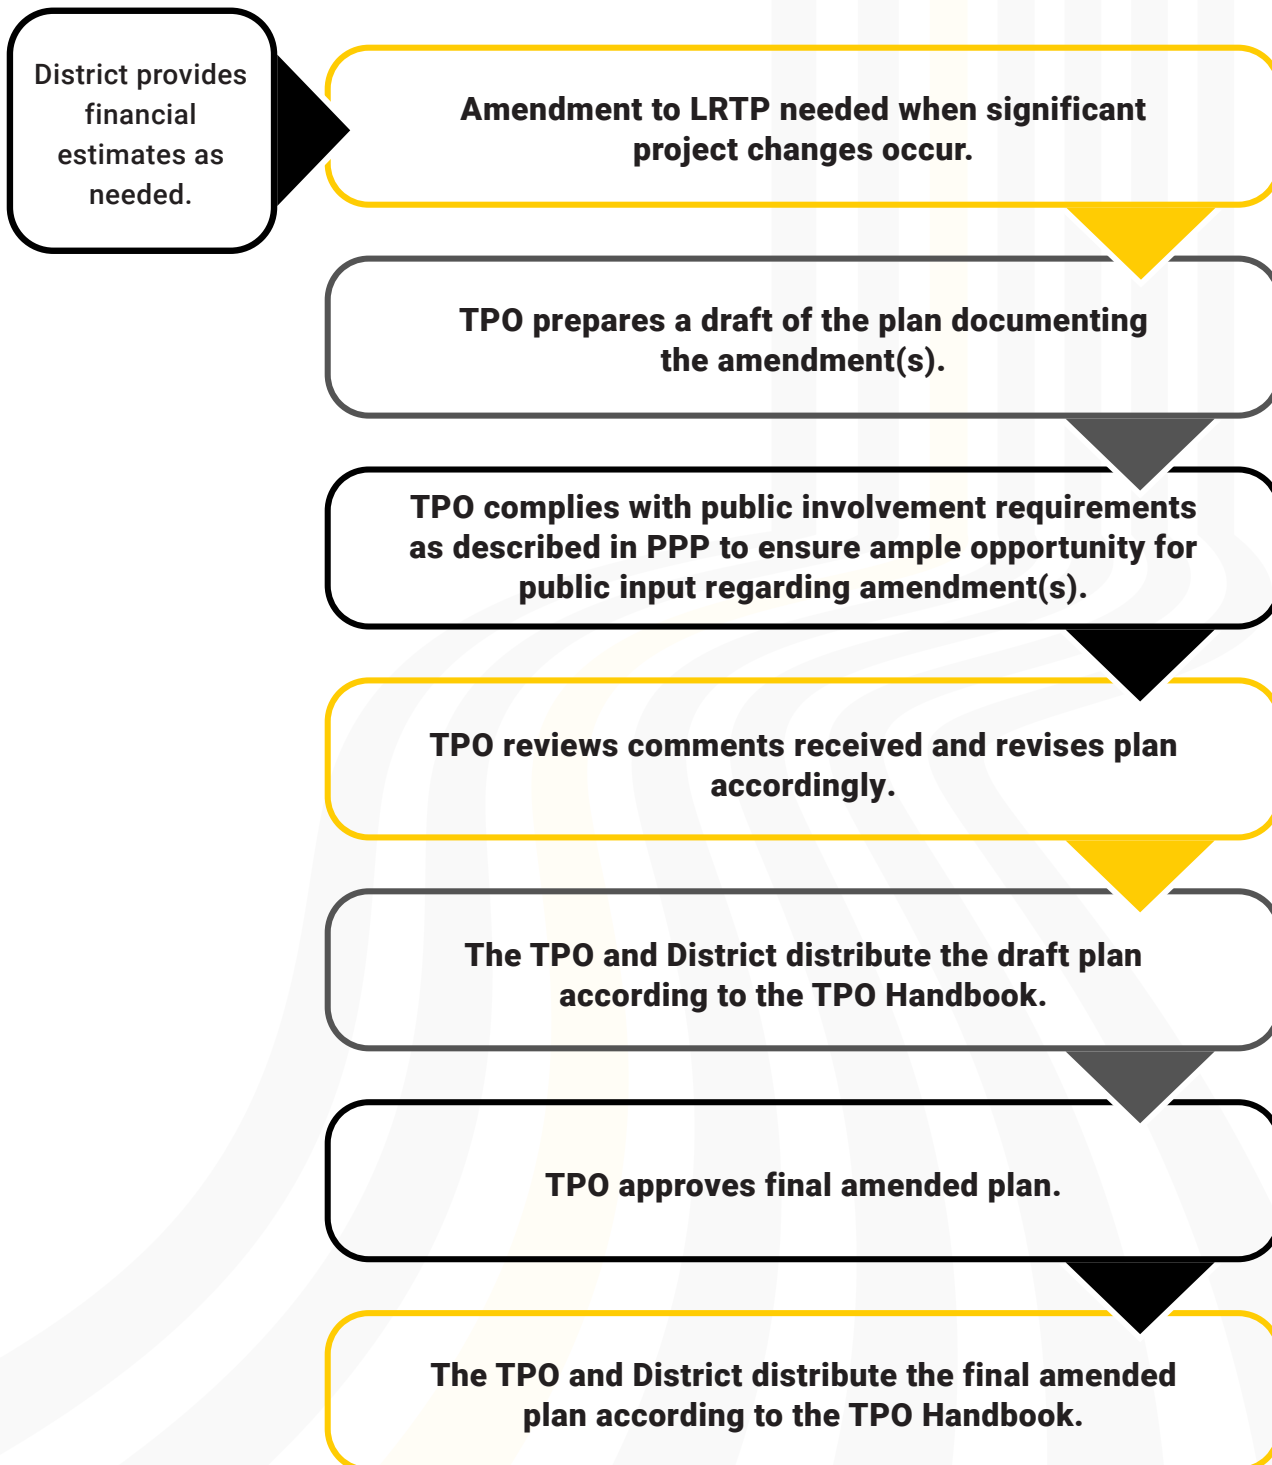 District provides
financial
estimates as
needed.
Amendment to LRTP needed when significant
project changes occur.
TPO prepares a draft of the plan documenting
the amendment(s).
TPO complies with public involvement requirements
as described in PPP to ensure ample opportunity for
public input regarding amendment(s).
TPO reviews comments received and revises plan
accordingly.
The TPO and District distribute the draft plan
according to the TPO Handbook.
TPO approves final amended plan.
The TPO and District distribute the final amended
plan according to the TPO Handbook.